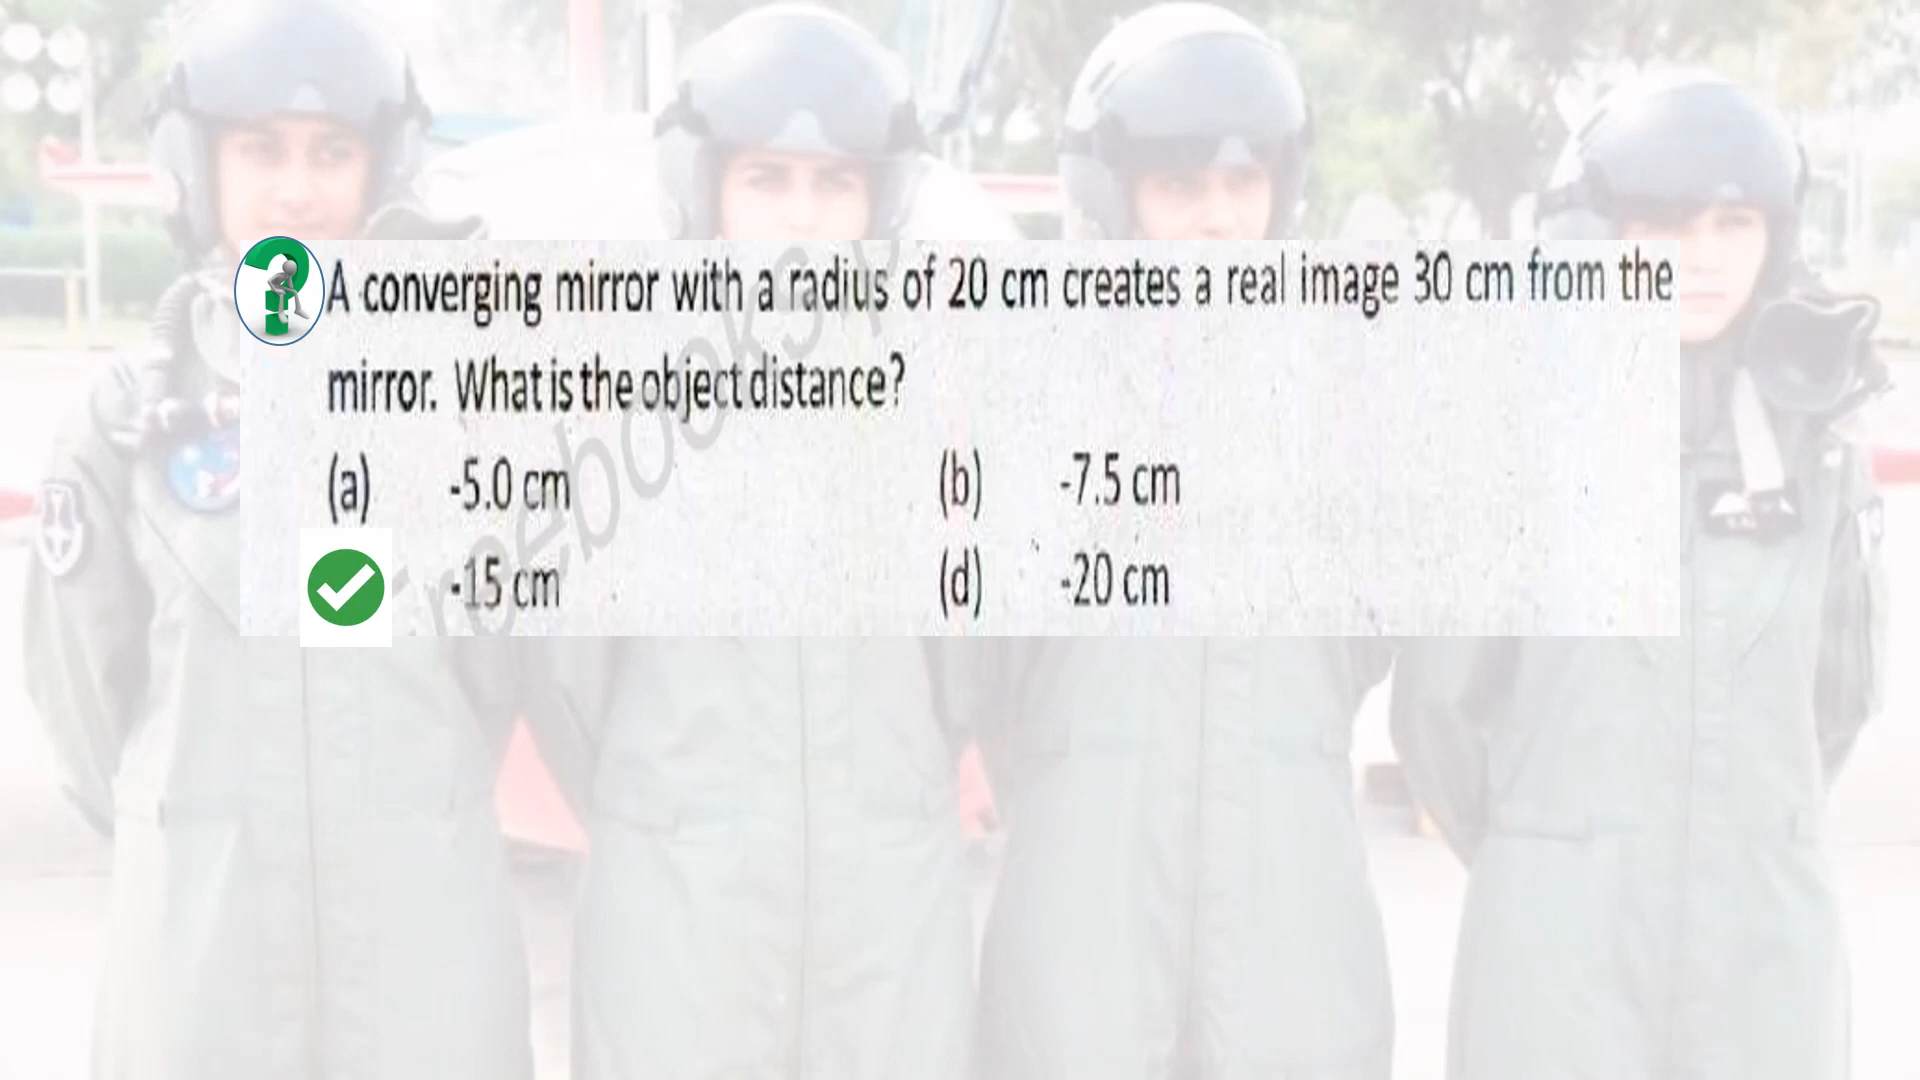 A converging mirror with a radius of 20 cm creates a real image 30 cm from the
mirror. What is the object distance?
(a) -5.0 cm (b) -7.5 cm
-15 cm (d) -20 cm
freebooks.p